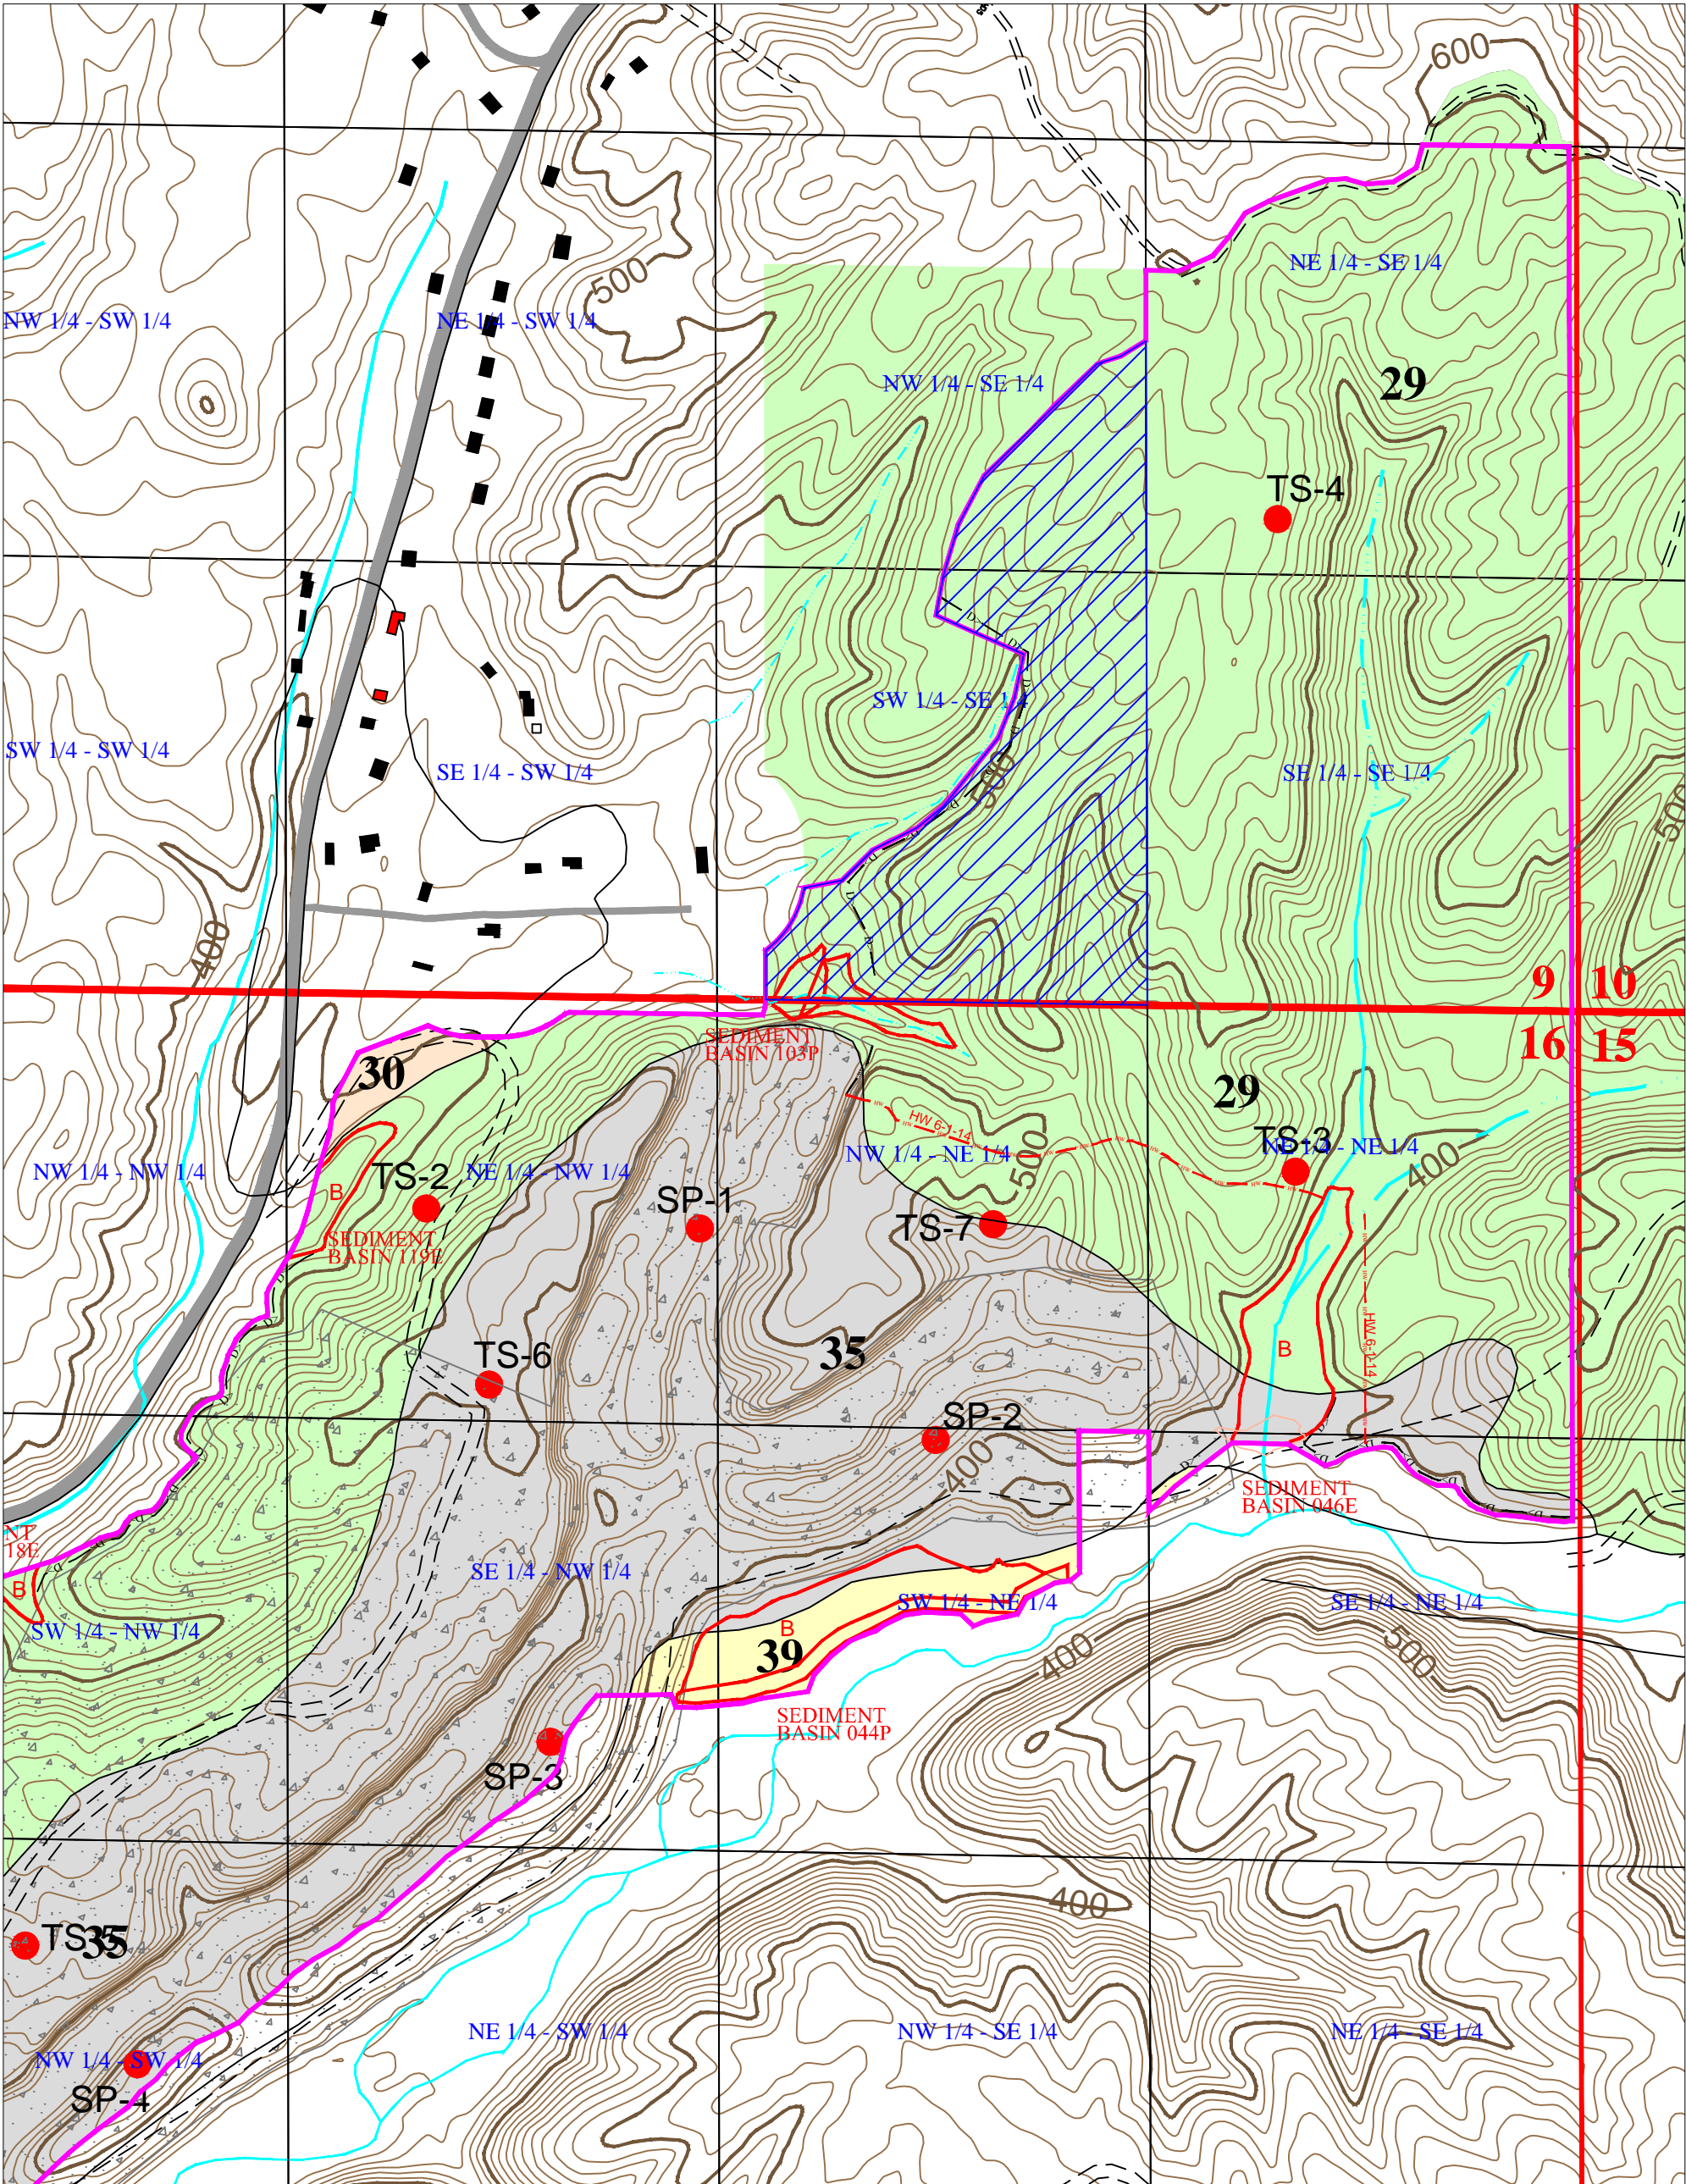 600
NE 1/4 - SE 1/4
500
NW 1/4 - SW 1/4
NE 1/4 - SW 1/4
NW 1/4 - SE 1/4
29
TS-4
D
D
D
SW 1/4 - SE 1/4
D
SW 1/4 - SW 1/4
SE 1/4 - SW 1/4
500
SE 1/4 - SE 1/4
500
D
D
D
D
D
400
9
10
16
15
SEDIMENT
BASIN 103P
30
29
HW 6-1-14
TS-3
NW 1/4 - NE 1/4
NE 1/4 - NE 1/4
500
400
NW 1/4 - NW 1/4
TS-2
NE 1/4 - NW 1/4
B
SP-1
TS-7
SEDIMENT
BASIN 119E
TS-6
35
B
HW 6-1-14
SP-2
400
SEDIMENT
BASIN 046E
NT
18E
B
SE 1/4 - NW 1/4
SW 1/4 - NE 1/4
SE 1/4 - NE 1/4
SW 1/4 - NW 1/4
B
39
400
500
SEDIMENT
BASIN 044P
SP-3
400
TS-
35
NE 1/4 - SW 1/4
NW 1/4 - SE 1/4
NE 1/4 - SE 1/4
NW 1/4 - SW 1/4
SP-4